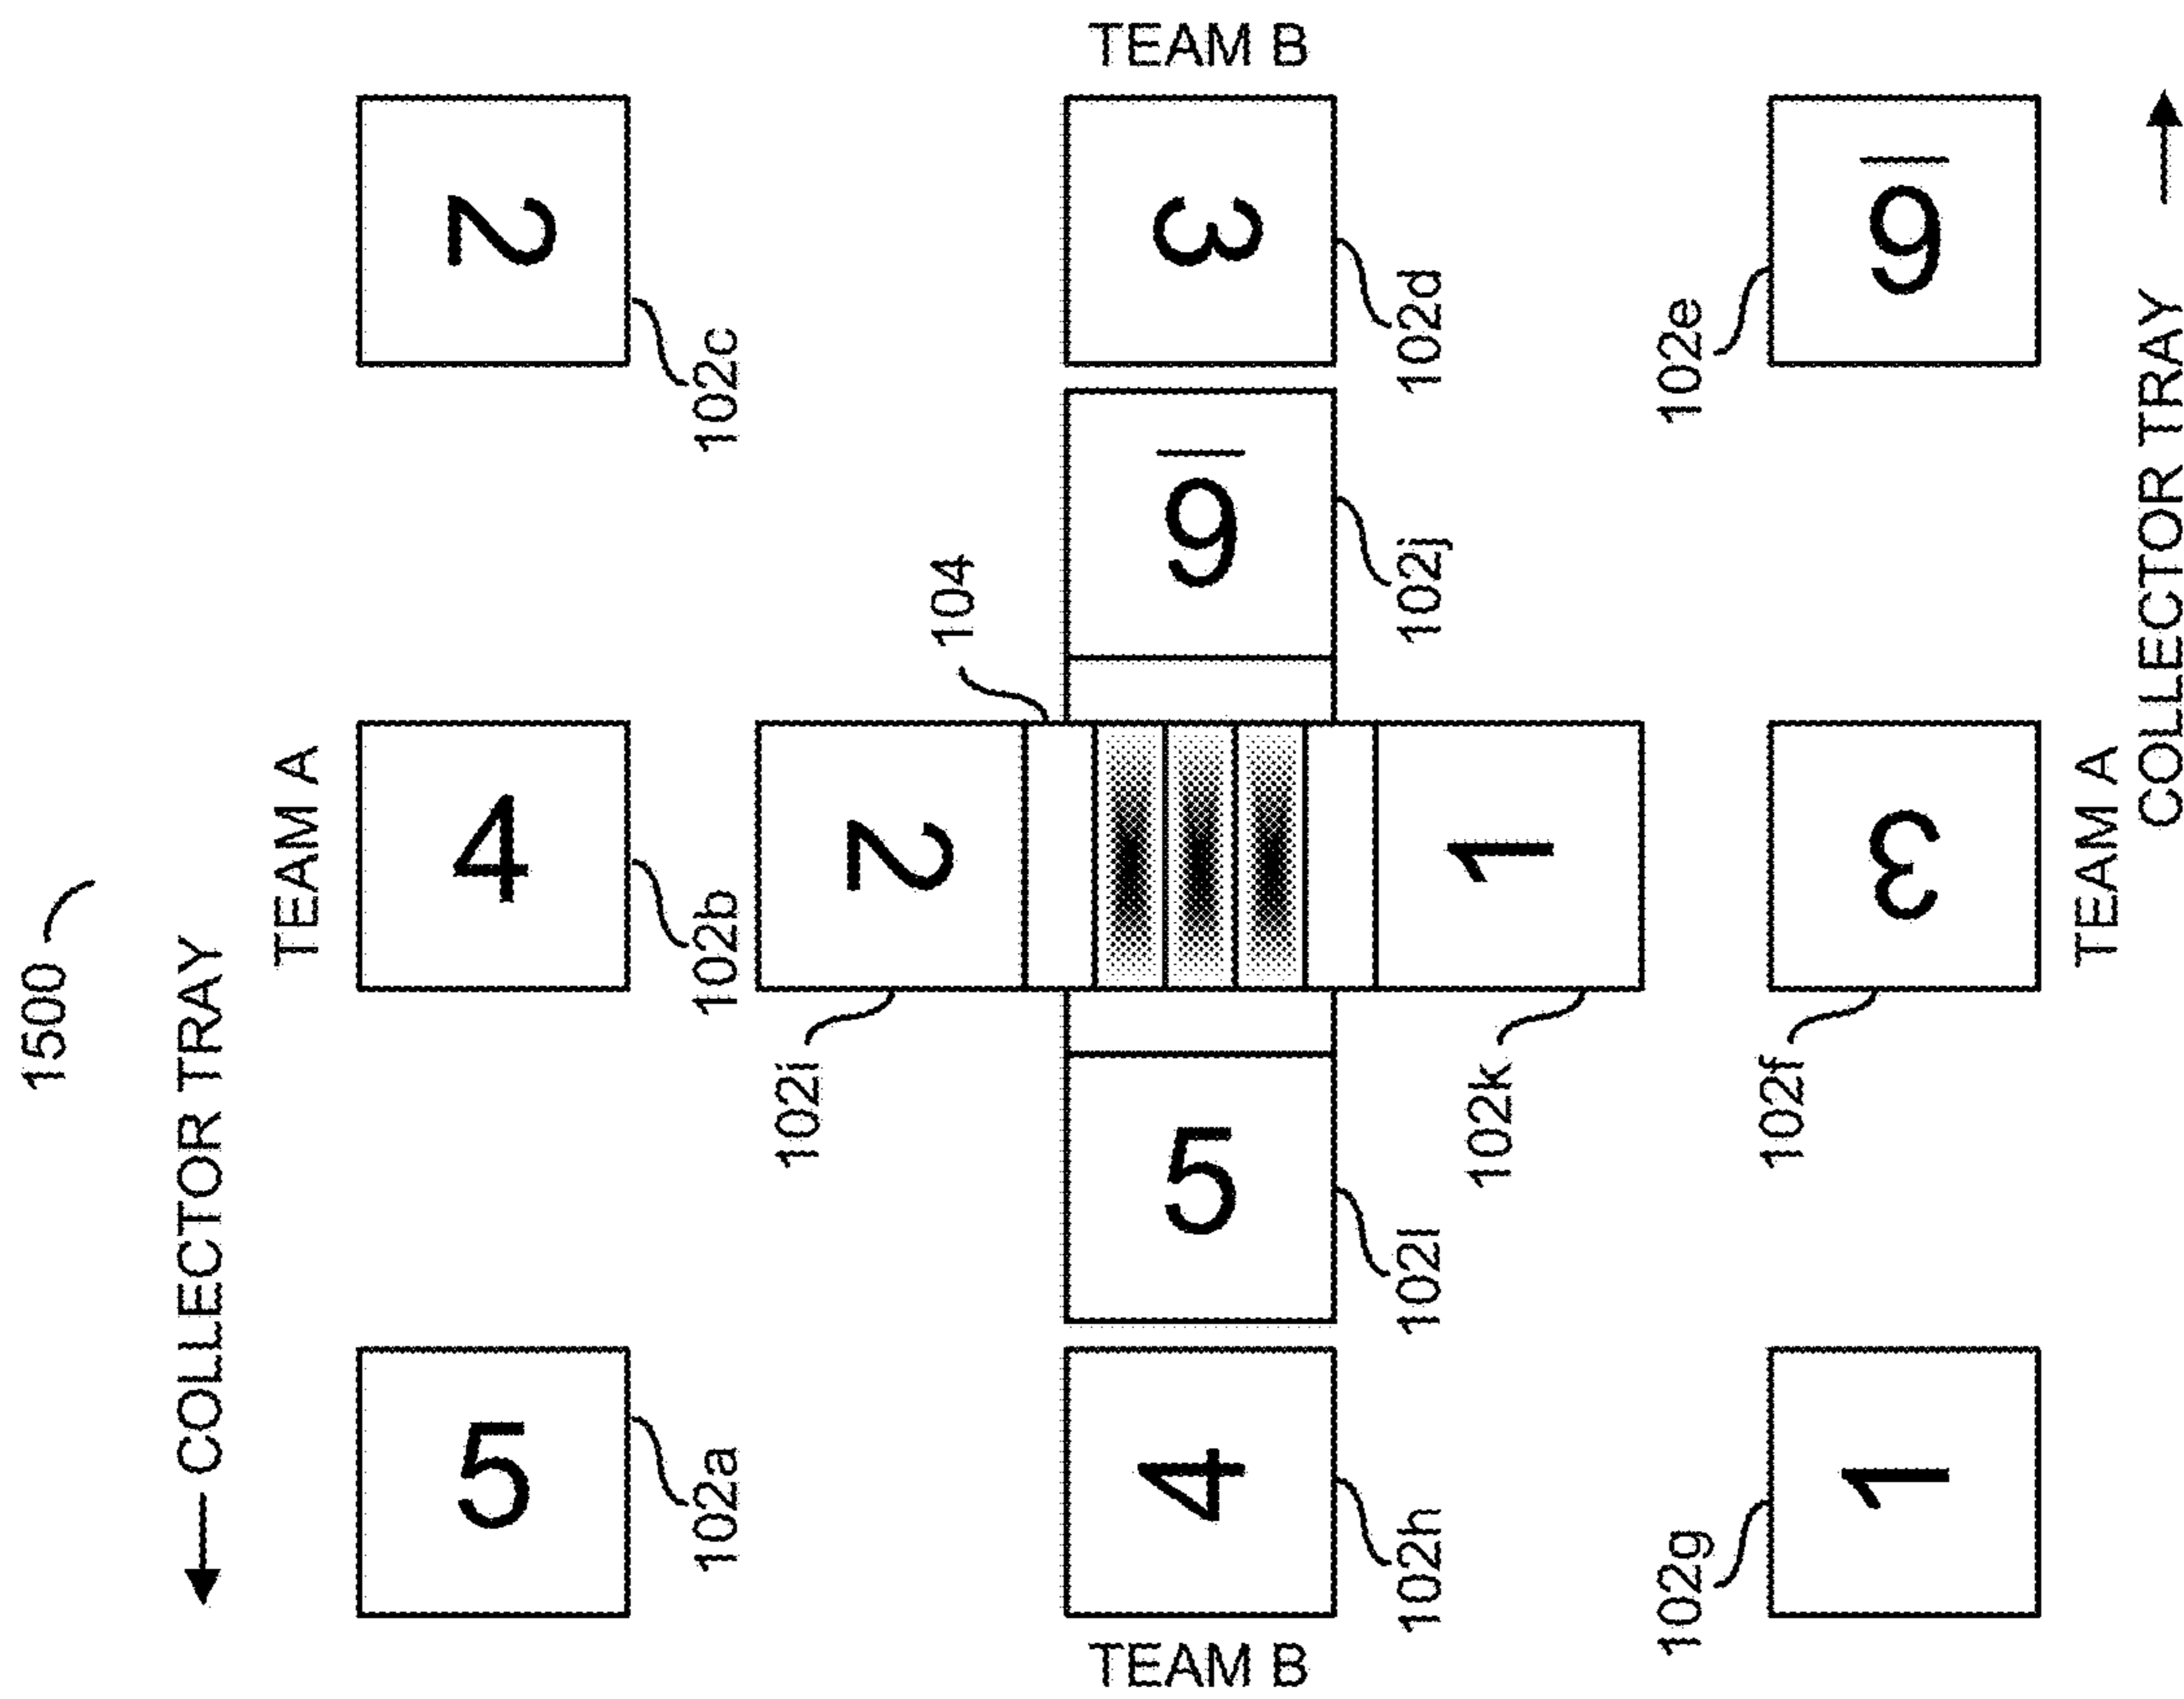 1500
COLLECTOR TRAY
TEAM A
5 4 2
102a 102b 102c
102i
2
104
TEAM B 4 5 6 3 TEAM B
102h 102l 102j 102d
1
102k
102g 102f 102e
1 3 6
TEAM A
COLLECTOR TRAY